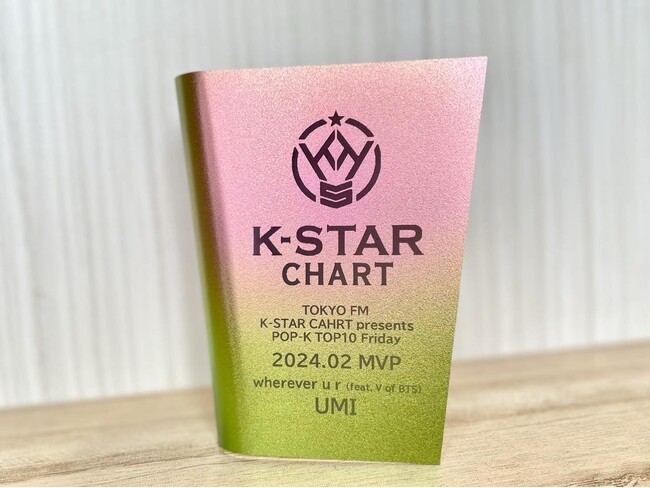 K-STAR
CHART
TOKYO FM
K-STAR CAHRT presents
POP-K TOP10 Friday
2024.02 MVP
wherever u r (feat. V of BTS)
UMI